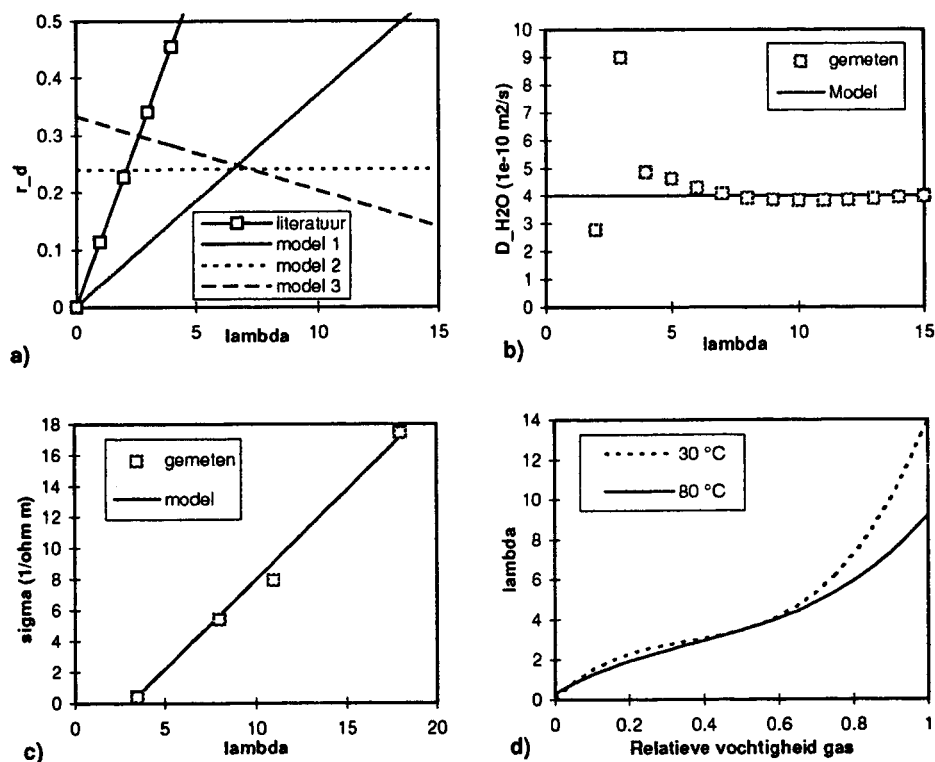 0.5
0.4
0.3
0.2
0.1
0
r_d
literatuur
model 1
model 2
model 3
0 5 10 15
lambda
a)
10
9
8
7
6
5
4
3
2
1
0
D_H2O (1e-10 m2/s)
gemeten
Model
0 5 10 15
lambda
b)
18
16
14
12
10
8
6
4
2
0
sigma (1/ohm m)
gemeten
model
0 5 10 15 20
lambda
c)
14
12
10
8
6
4
2
0
lambda
30 °C
80 °C
0 0.2 0.4 0.6 0.8 1
Relatieve vochtigheid gas
d)